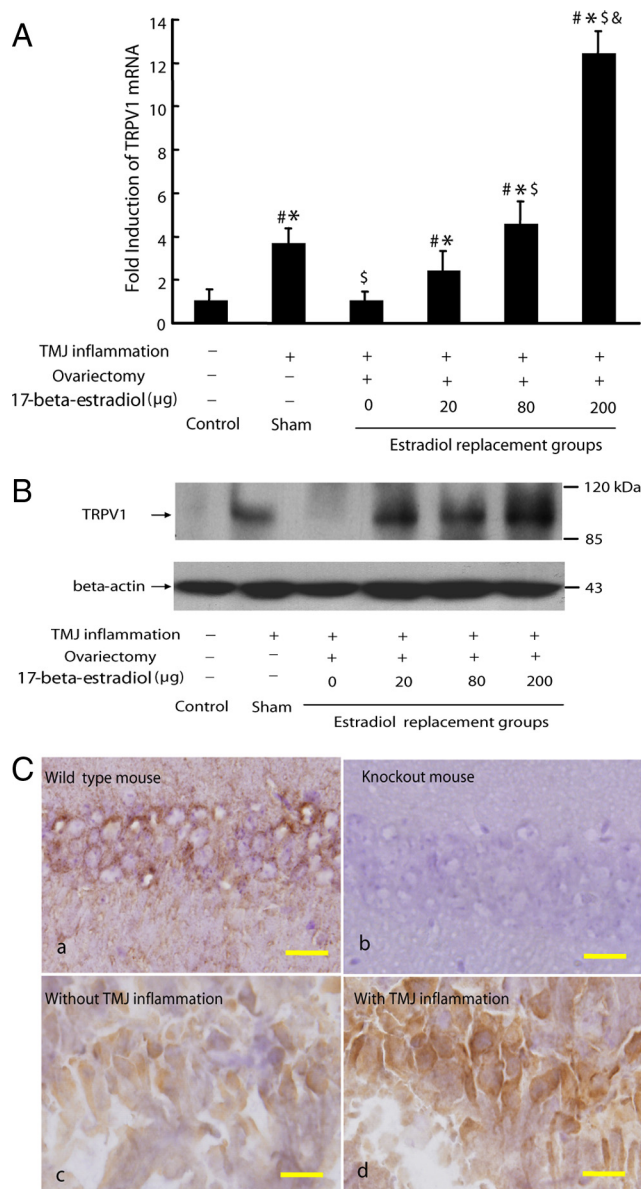 A
Fold Induction of TRPV1 mRNA
14
12
10
8
6
4
2
0
#*
$
#*
#*$
#*$&
TMJ inflammation − + + + + +
Ovariectomy − − + + + +
17-beta-estradiol(µg) − − 0 20 80 200
Control Sham Estradiol replacement groups
B
TRPV1
120 kDa
85
beta-actin
43
TMJ inflammation − + + + + +
Ovariectomy − − + + + +
17-beta-estradiol(µg) − − 0 20 80 200
Control Sham Estradiol replacement groups
C
Wild type mouse
a
Knockout mouse
b
Without TMJ inflammation
c
With TMJ inflammation
d